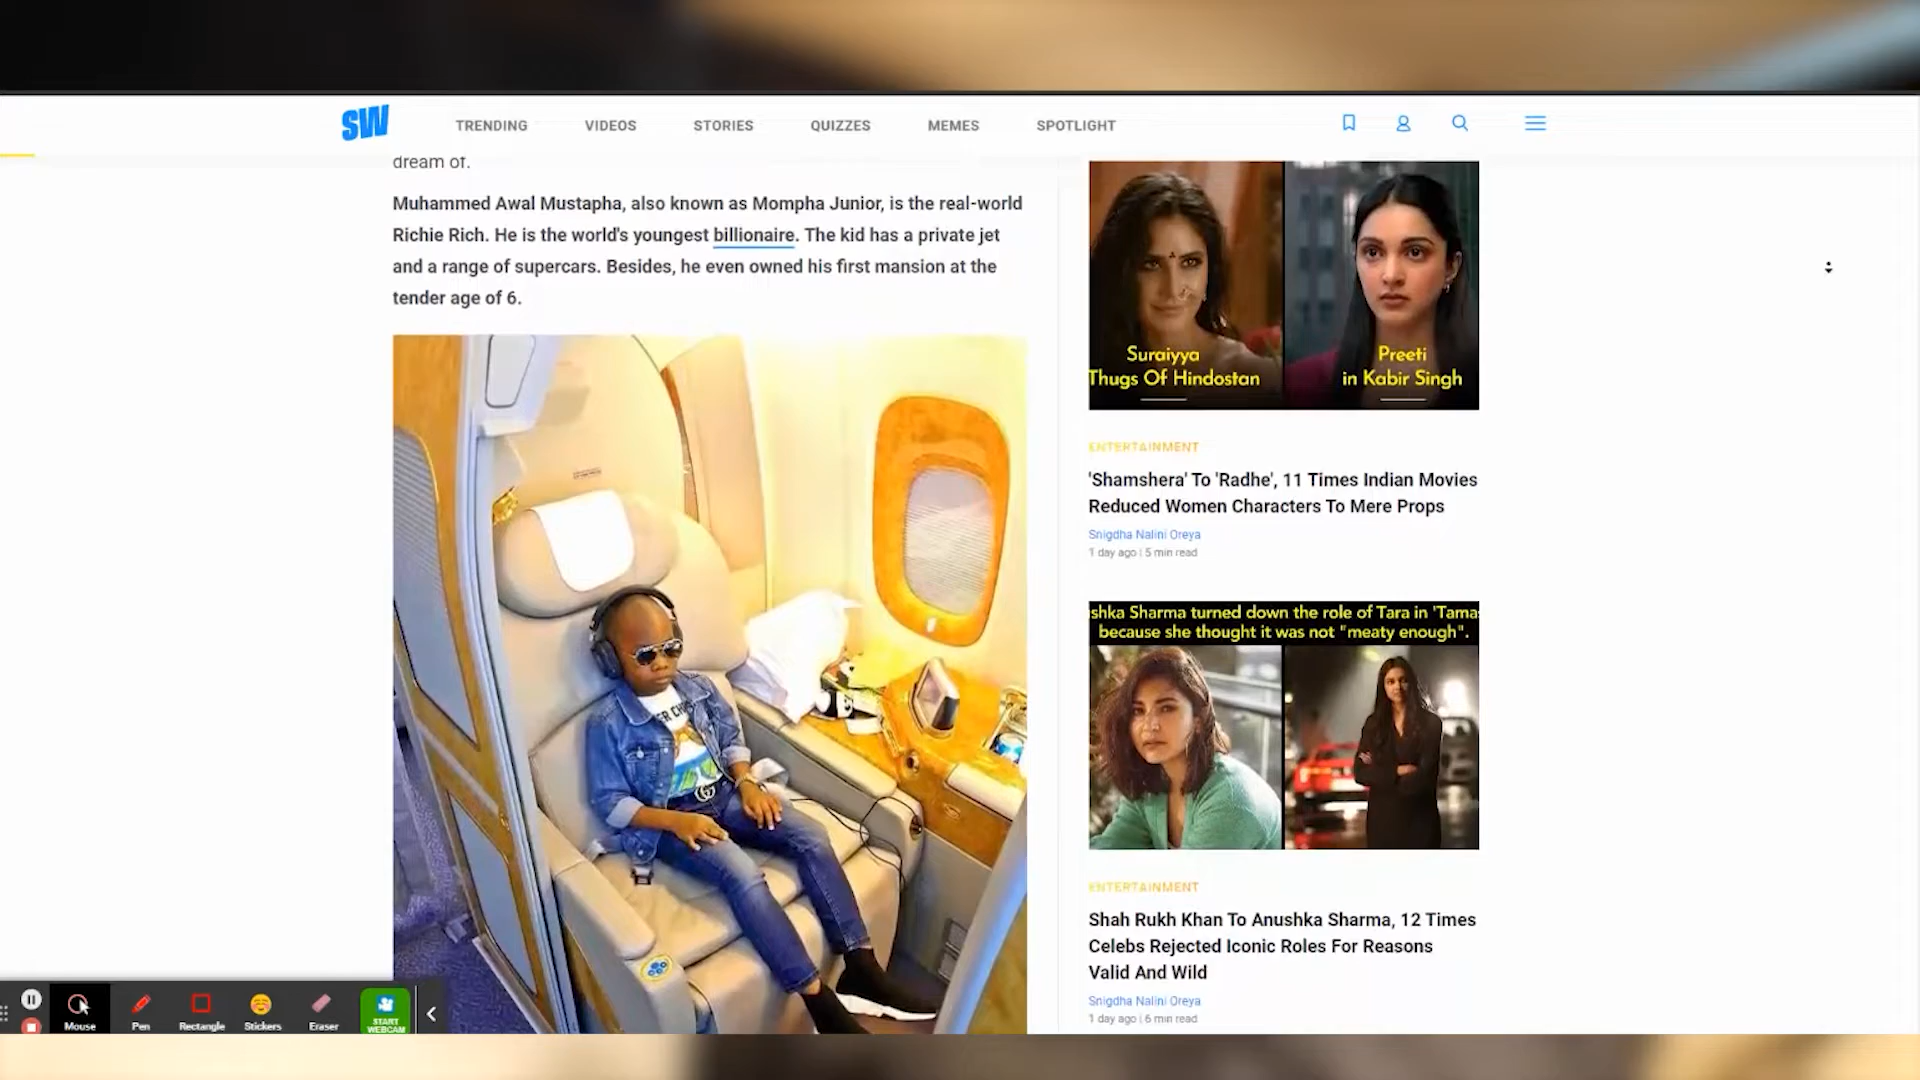 SW
TRENDING
VIDEOS
STORIES
QUIZZES
MEMES
SPOTLIGHT
dream of.
Muhammed Awal Mustapha, also known as Mompha Junior, is the real-world
Richie Rich. He is the world's youngest billionaire. The kid has a private jet
and a range of supercars. Besides, he even owned his first mansion at the
tender age of 6.
Suraiyya
Thugs Of Hindostan
Preeti
in Kabir Singh
ENTERTAINMENT
'Shamshera' To 'Radhe', 11 Times Indian Movies
Reduced Women Characters To Mere Props
Snigdha Nalini Oreya
1 day ago | 5 min read
shka Sharma turned down the role of Tara in 'Tama
because she thought it was not "meaty enough".
ENTERTAINMENT
Shah Rukh Khan To Anushka Sharma, 12 Times
Celebs Rejected Iconic Roles For Reasons
Valid And Wild
Snigdha Nalini Oreya
1 day ago | 6 min read
Mouse
Pen
Rectangle
Stickers
Eraser
START
WEBCAM